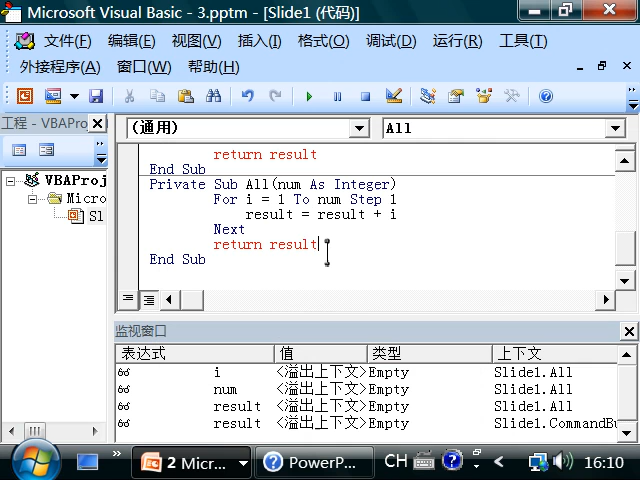 Microsoft Visual Basic - 3.pptm - [Slide1 (代码)]
文件(F) 编辑(E) 视图(V) 插入(I) 格式(O) 调试(D) 运行(R) 工具(T)
外接程序(A) 窗口(W) 帮助(H)
工程 - VBAProj
(通用) All
return result
End Sub
Private Sub All(num As Integer)
For i = 1 To num Step 1
result = result + i
Next
return result
End Sub
VBAProj
Micro
Sl
监视窗口
表达式 值 类型 上下文
i <溢出上下文> Empty Slide1.All
num <溢出上下文> Empty Slide1.All
result <溢出上下文> Empty Slide1.All
result <溢出上下文> Empty Slide1.CommandBu
2 Micr... PowerP... CH 16:10